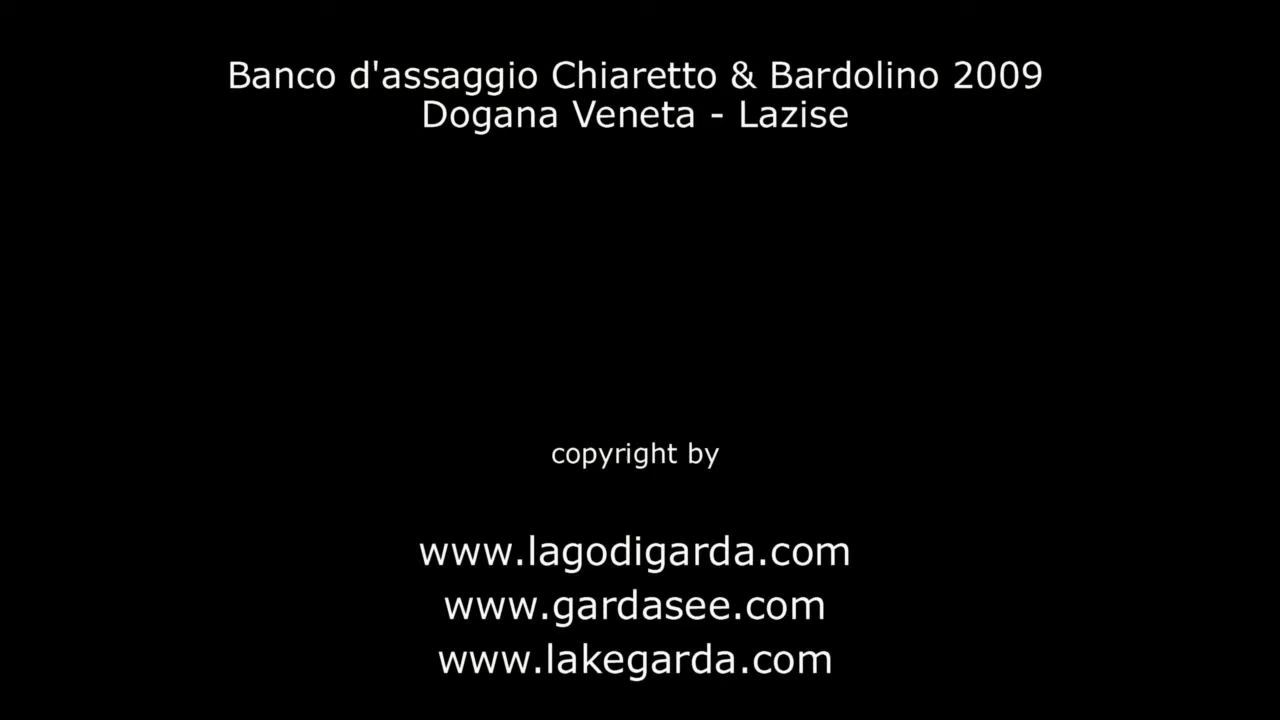 Banco d'assaggio Chiaretto & Bardolino 2009
Dogana Veneta - Lazise
copyright by
www.lagodigarda.com
www.gardasee.com
www.lakegarda.com